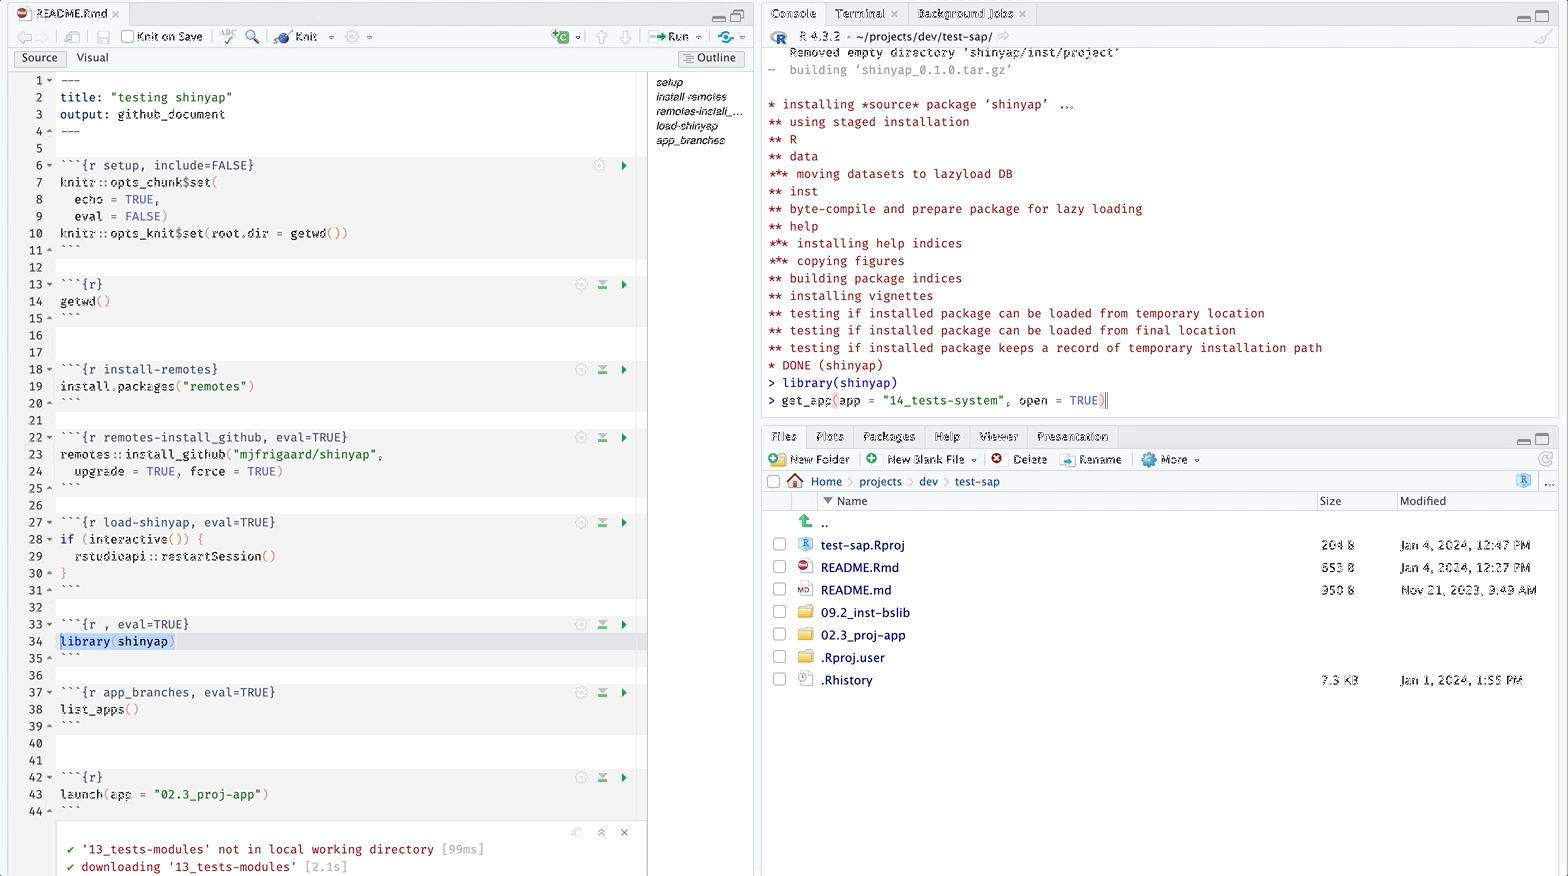 README.Rmd
Knit on Save
ABC
Knit
Run
Source Visual
Outline
1 ---
2 title: "testing shinyap"
3 output: github_document
4 ---
5
6 ```{r setup, include=FALSE}
7 knitr::opts_chunk$set(
8 echo = TRUE,
9 eval = FALSE)
10 knitr::opts_knit$set(root.dir = getwd())
11 ```
12
13 ```{r}
14 getwd()
15 ```
16
17
18 ```{r install-remotes}
19 install.packages("remotes")
20 ```
21
22 ```{r remotes-install_github, eval=TRUE}
23 remotes::install_github("mjfrigaard/shinyap",
24 upgrade = TRUE, force = TRUE)
25 ```
26
27 ```{r load-shinyap, eval=TRUE}
28 if (interactive()) {
29 rstudioapi::restartSession()
30 }
31 ```
32
33 ```{r , eval=TRUE}
34 library(shinyap)
35 ```
36
37 ```{r app_branches, eval=TRUE}
38 list_apps()
39 ```
40
41
42 ```{r}
43 launch(app = "02.3_proj-app")
44 ```
✔ '13_tests-modules' not in local working directory [99ms]
✔ downloading '13_tests-modules' [2.1s]
setup
install-remotes
remotes-install_...
load-shinyap
app_branches
Console Terminal Background Jobs
R 4.3.2 · ~/projects/dev/test-sap/
Removed empty directory 'shinyap/inst/project'
─ building ‘shinyap_0.1.0.tar.gz’
* installing *source* package ‘shinyap’ ...
** using staged installation
** R
** data
*** moving datasets to lazyload DB
** inst
** byte-compile and prepare package for lazy loading
** help
*** installing help indices
*** copying figures
** building package indices
** installing vignettes
** testing if installed package can be loaded from temporary location
** testing if installed package can be loaded from final location
** testing if installed package keeps a record of temporary installation path
* DONE (shinyap)
> library(shinyap)
> get_app(app = "14_tests-system", open = TRUE)
Files Plots Packages Help Viewer Presentation
New Folder New Blank File Delete Rename More
Home projects dev test-sap
...
Name Size Modified
..
test-sap.Rproj 204 B Jan 4, 2024, 12:47 PM
README.Rmd 653 B Jan 4, 2024, 12:37 PM
README.md 950 B Nov 21, 2023, 9:49 AM
09.2_inst-bslib
02.3_proj-app
.Rproj.user
.Rhistory 7.3 KB Jan 1, 2024, 1:55 PM